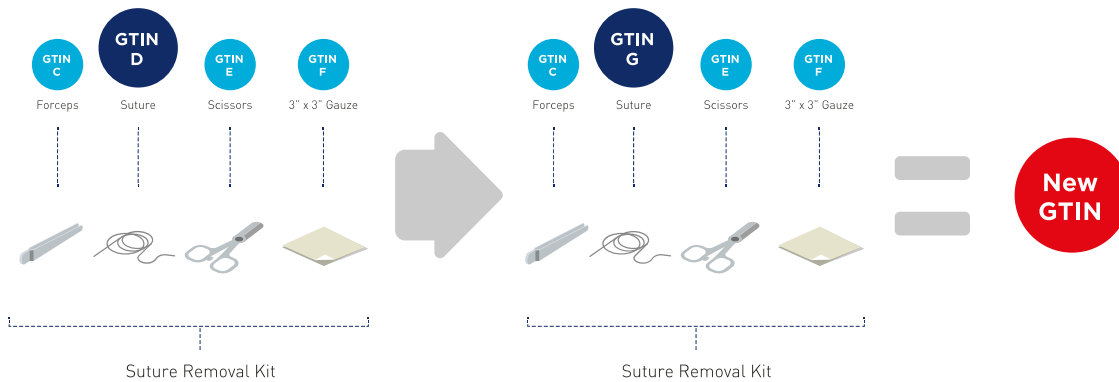 GTIN
C
GTIN
D
GTIN
E
GTIN
F
Forceps
Suture
Scissors
3” x 3” Gauze
Suture Removal Kit
GTIN
C
GTIN
G
GTIN
E
GTIN
F
Forceps
Suture
Scissors
3” x 3” Gauze
Suture Removal Kit
New
GTIN